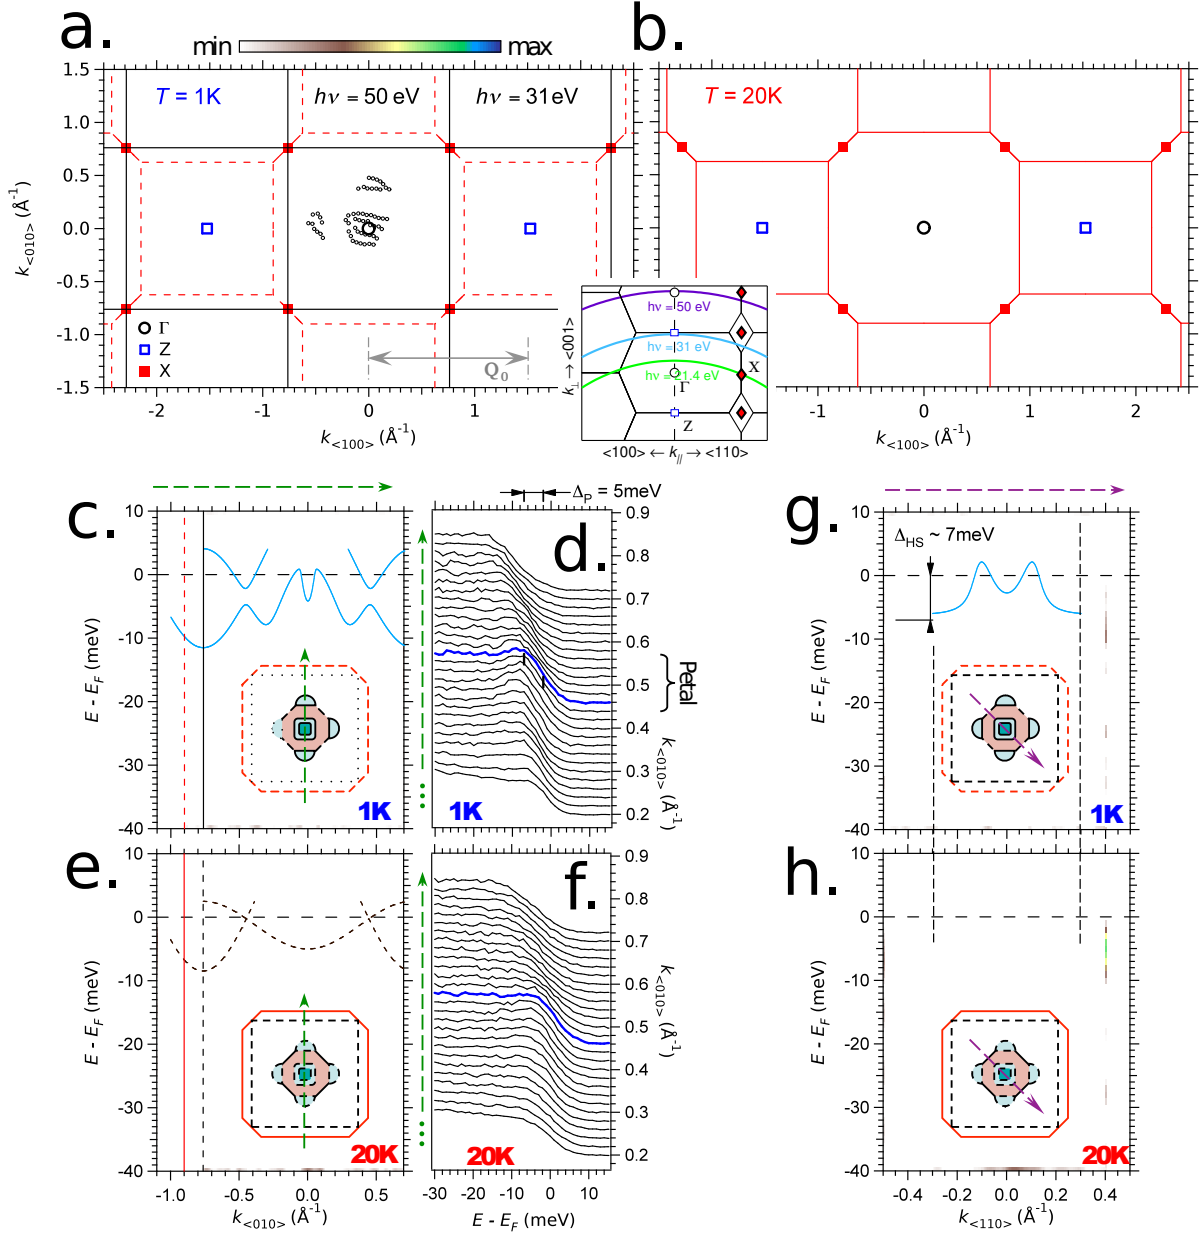 a.
min
max
b.
T = 1K
hν = 50 eV
hν = 31eV
T = 20K
1.5
1.0
0.5
0.0
-0.5
-1.0
-1.5
k<010> (Å-1)
Γ
Z
X
Q0
-2
-1
0
1
k<100> (Å-1)
hν = 50 eV
hν = 31 eV
hν = 21.4 eV
X
Γ
Z
k⊥ → <001>
<100> ← k// → <110>
-1
0
1
2
k<100> (Å-1)
c.
10
0
-10
-20
-30
-40
E - EF (meV)
1K
ΔP = 5meV
d.
0.9
0.8
0.7
0.6
0.5
0.4
0.3
0.2
Petal
k<010> (Å-1)
1K
g.
10
0
-10
-20
-30
-40
E - EF (meV)
ΔHS ~ 7meV
1K
e.
10
0
-10
-20
-30
-40
E - EF (meV)
20K
-1.0
-0.5
0.0
0.5
k<010> (Å-1)
f.
0.9
0.8
0.7
0.6
0.5
0.4
0.3
0.2
k<010> (Å-1)
20K
-30
-20
-10
0
10
E - EF (meV)
h.
10
0
-10
-20
-30
-40
E - EF (meV)
20K
-0.5
-0.4
-0.2
0.0
0.2
0.4
k<110> (Å-1)